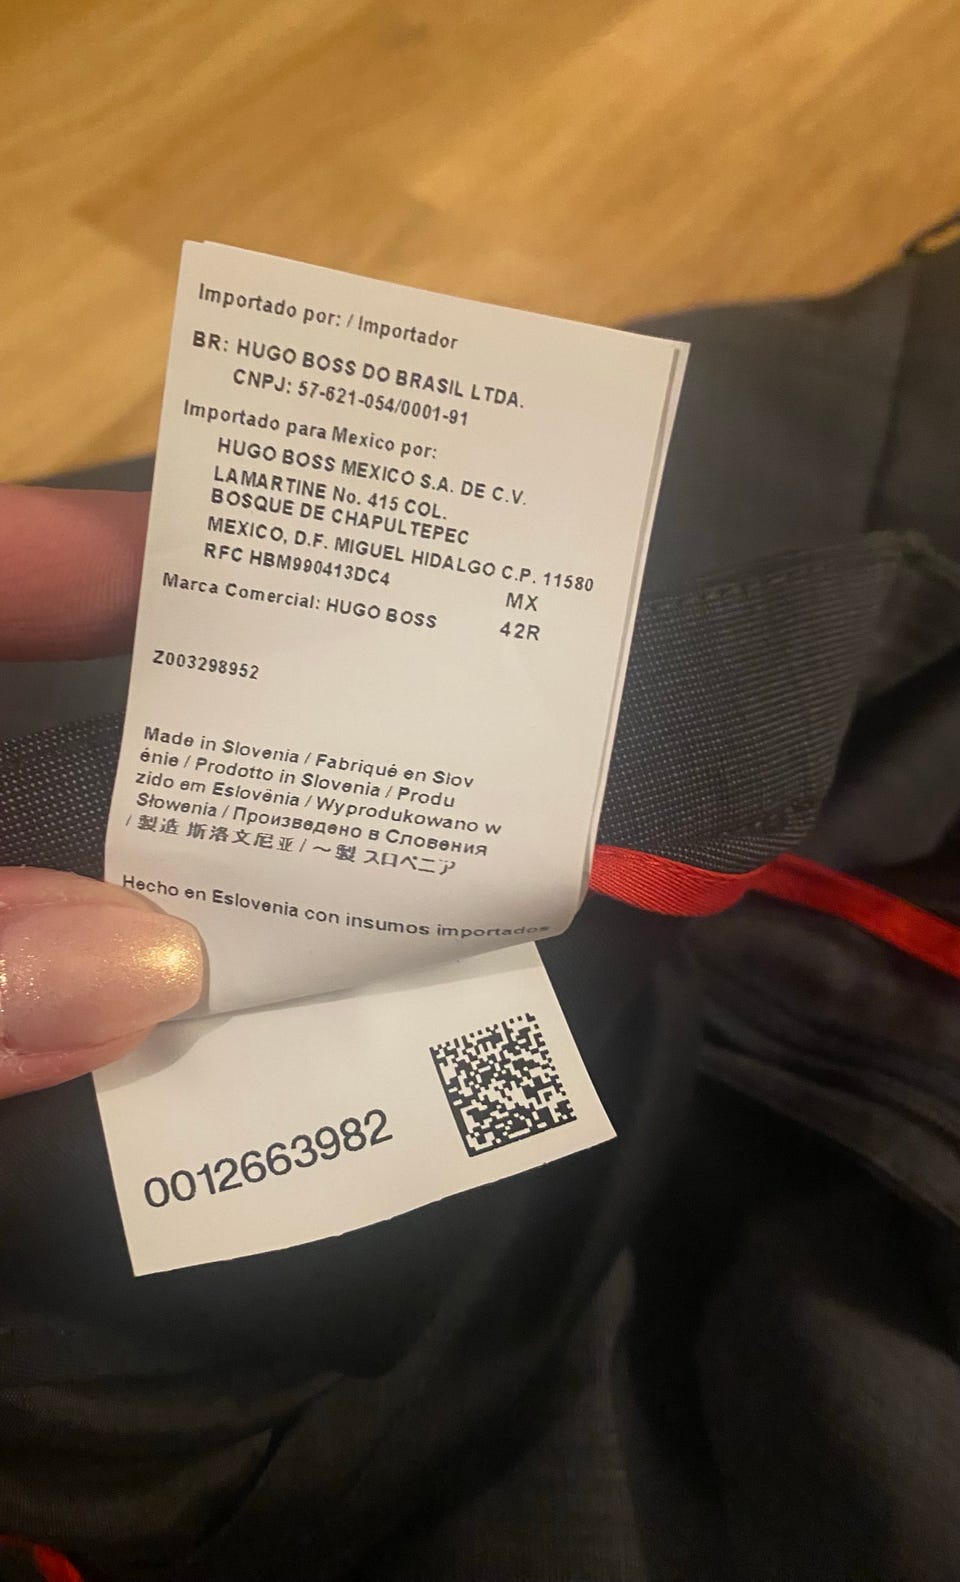 Importado por: / Importador
BR: HUGO BOSS DO BRASIL LTDA.
CNPJ: 57-621-054/0001-91
Importado para Mexico por:
HUGO BOSS MEXICO S.A. DE C.V.
LAMARTINE No. 415 COL.
BOSQUE DE CHAPULTEPEC
MEXICO, D.F. MIGUEL HIDALGO C.P. 11580
RFC HBM990413DC4
MX
Marca Comercial: HUGO BOSS
42R
Z003298952
Made in Slovenia / Fabriqué en Slov
énie / Prodotto in Slovenia / Produ
zido em Eslovênia / Wyprodukowano w
Słowenia / Произведено в Словения
/ 製造 斯洛文尼亚 / ～製 スロベニア
Hecho en Eslovenia con insumos importados
0012663982